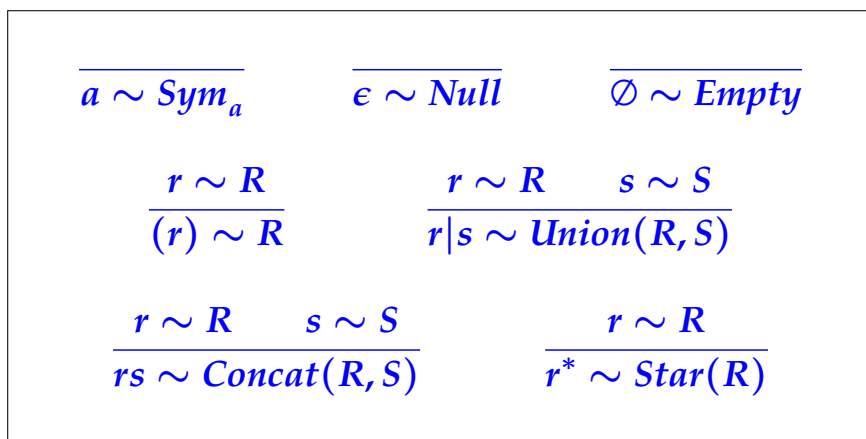 a ∼ Sym_a    ϵ ∼ Null    ∅ ∼ Empty
r ∼ R    r ∼ R    s ∼ S
(r) ∼ R    r|s ∼ Union(R, S)
r ∼ R    s ∼ S    r ∼ R
rs ∼ Concat(R, S)    r* ∼ Star(R)